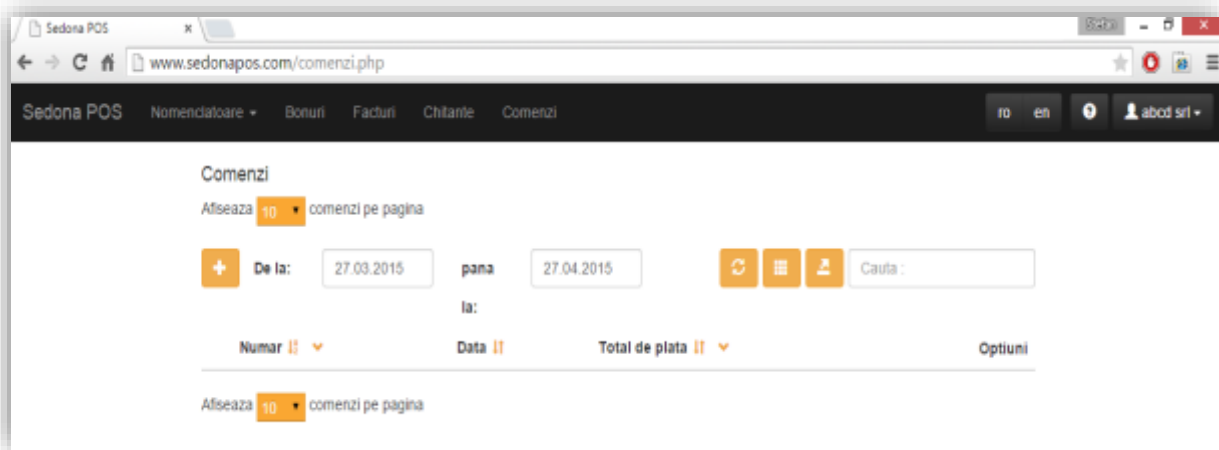 Sedona POS
www.sedonapos.com/comenzi.php
Sedona POS Nomenclatoare Bonuri Facturi Chitante Comenzi ro en abcd srl
Comenzi
Afiseaza 10 comenzi pe pagina
De la: 27.03.2015 pana la: 27.04.2015 Cauta :
Numar Data Total de plata Optiuni
Afiseaza 10 comenzi pe pagina